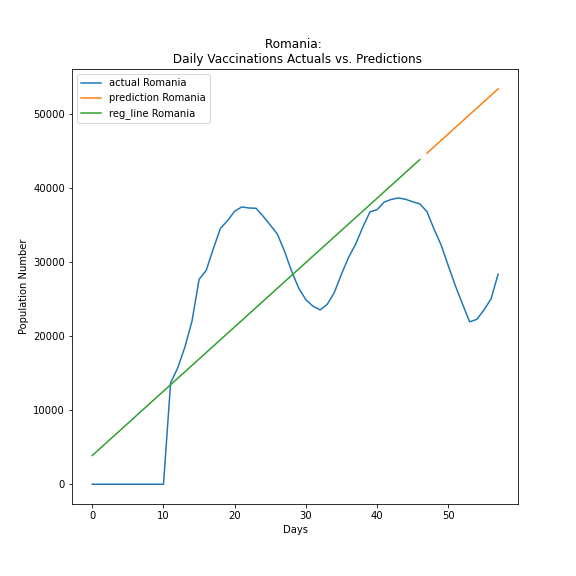 Romania:
Daily Vaccinations Actuals vs. Predictions
actual Romania
prediction Romania
reg_line Romania
Population Number
50000
40000
30000
20000
10000
0
0 10 20 30 40 50
Days